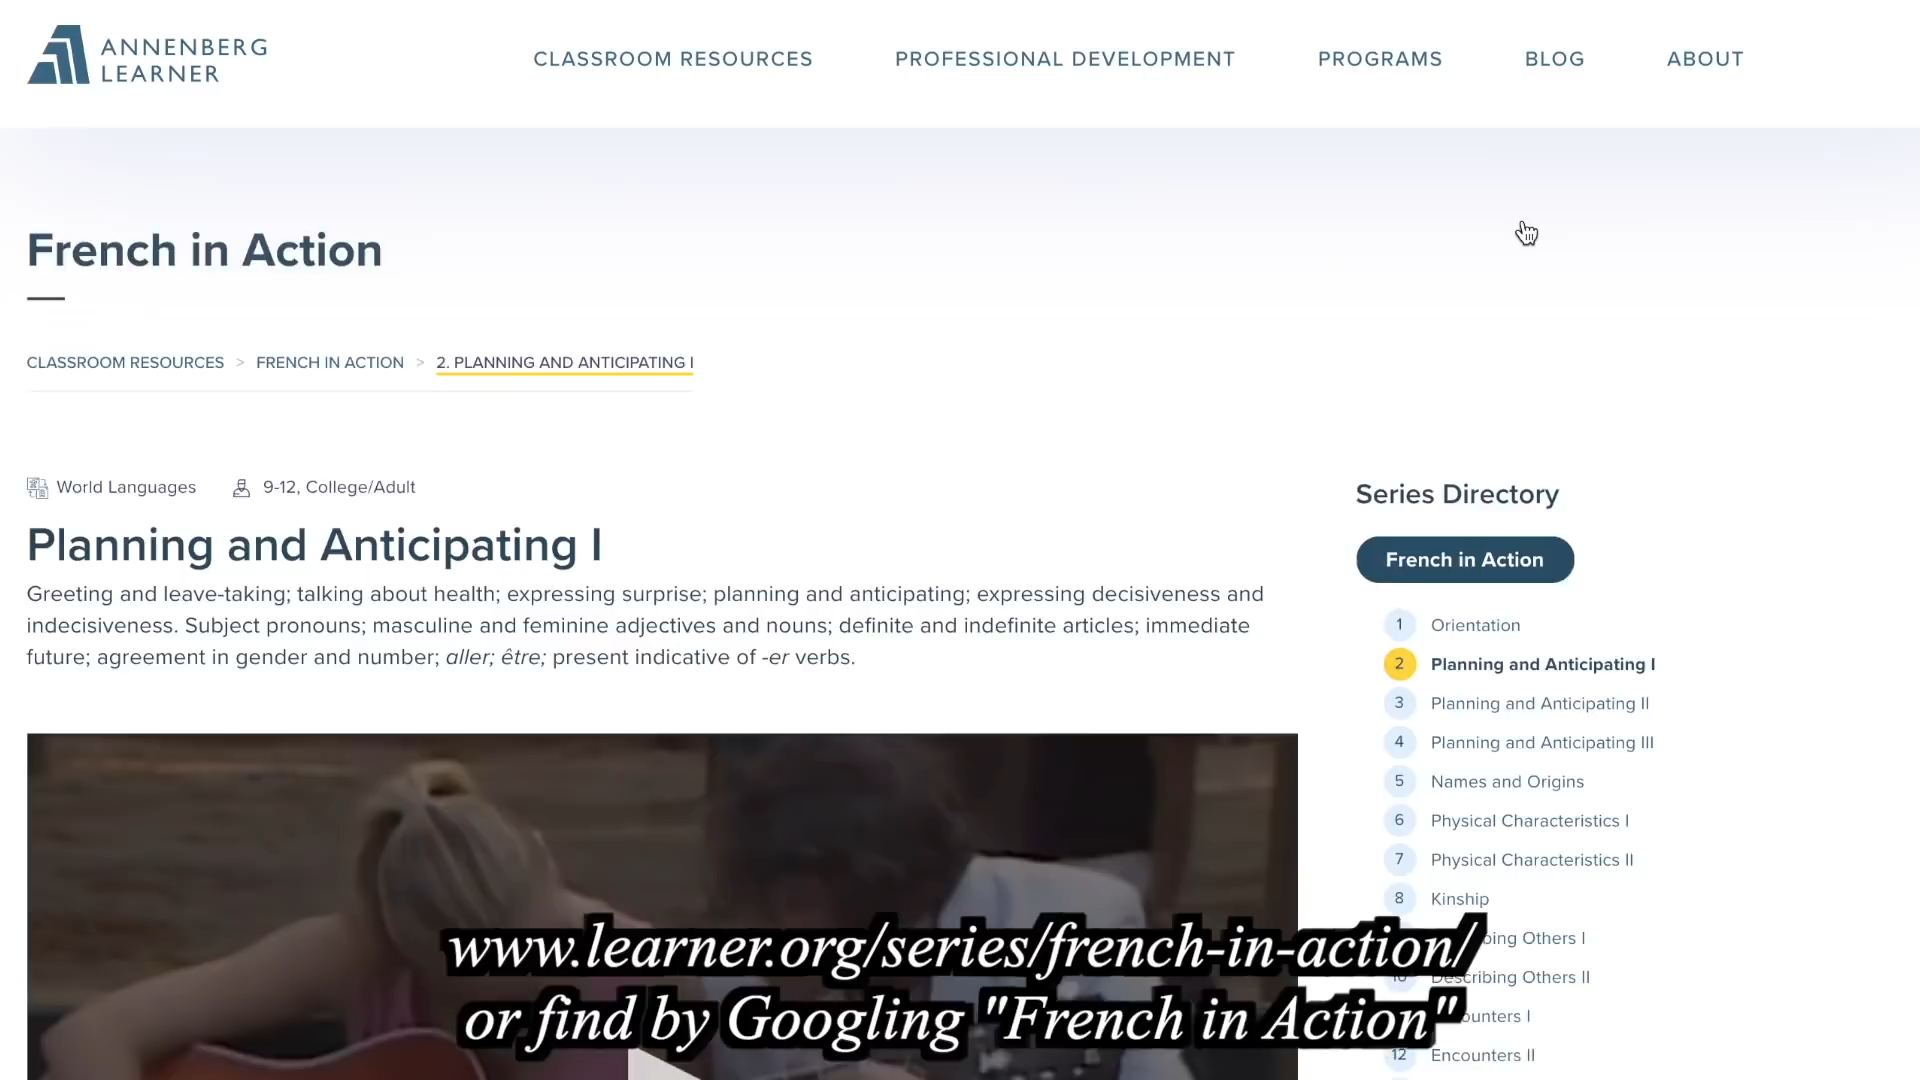 ANNENBERG
LEARNER
CLASSROOM RESOURCES
PROFESSIONAL DEVELOPMENT
PROGRAMS
BLOG
ABOUT
French in Action
CLASSROOM RESOURCES > FRENCH IN ACTION > 2. PLANNING AND ANTICIPATING I
World Languages
9-12, College/Adult
Planning and Anticipating I
Greeting and leave-taking; talking about health; expressing surprise; planning and anticipating; expressing decisiveness and
indecisiveness. Subject pronouns; masculine and feminine adjectives and nouns; definite and indefinite articles; immediate
future; agreement in gender and number; aller; être; present indicative of -er verbs.
Series Directory
French in Action
1 Orientation
2 Planning and Anticipating I
3 Planning and Anticipating II
4 Planning and Anticipating III
5 Names and Origins
6 Physical Characteristics I
7 Physical Characteristics II
8 Kinship
Others I
10 Describing Others II
I
12 Encounters II
www.learner.org/series/french-in-action/
or find by Googling "French in Action"